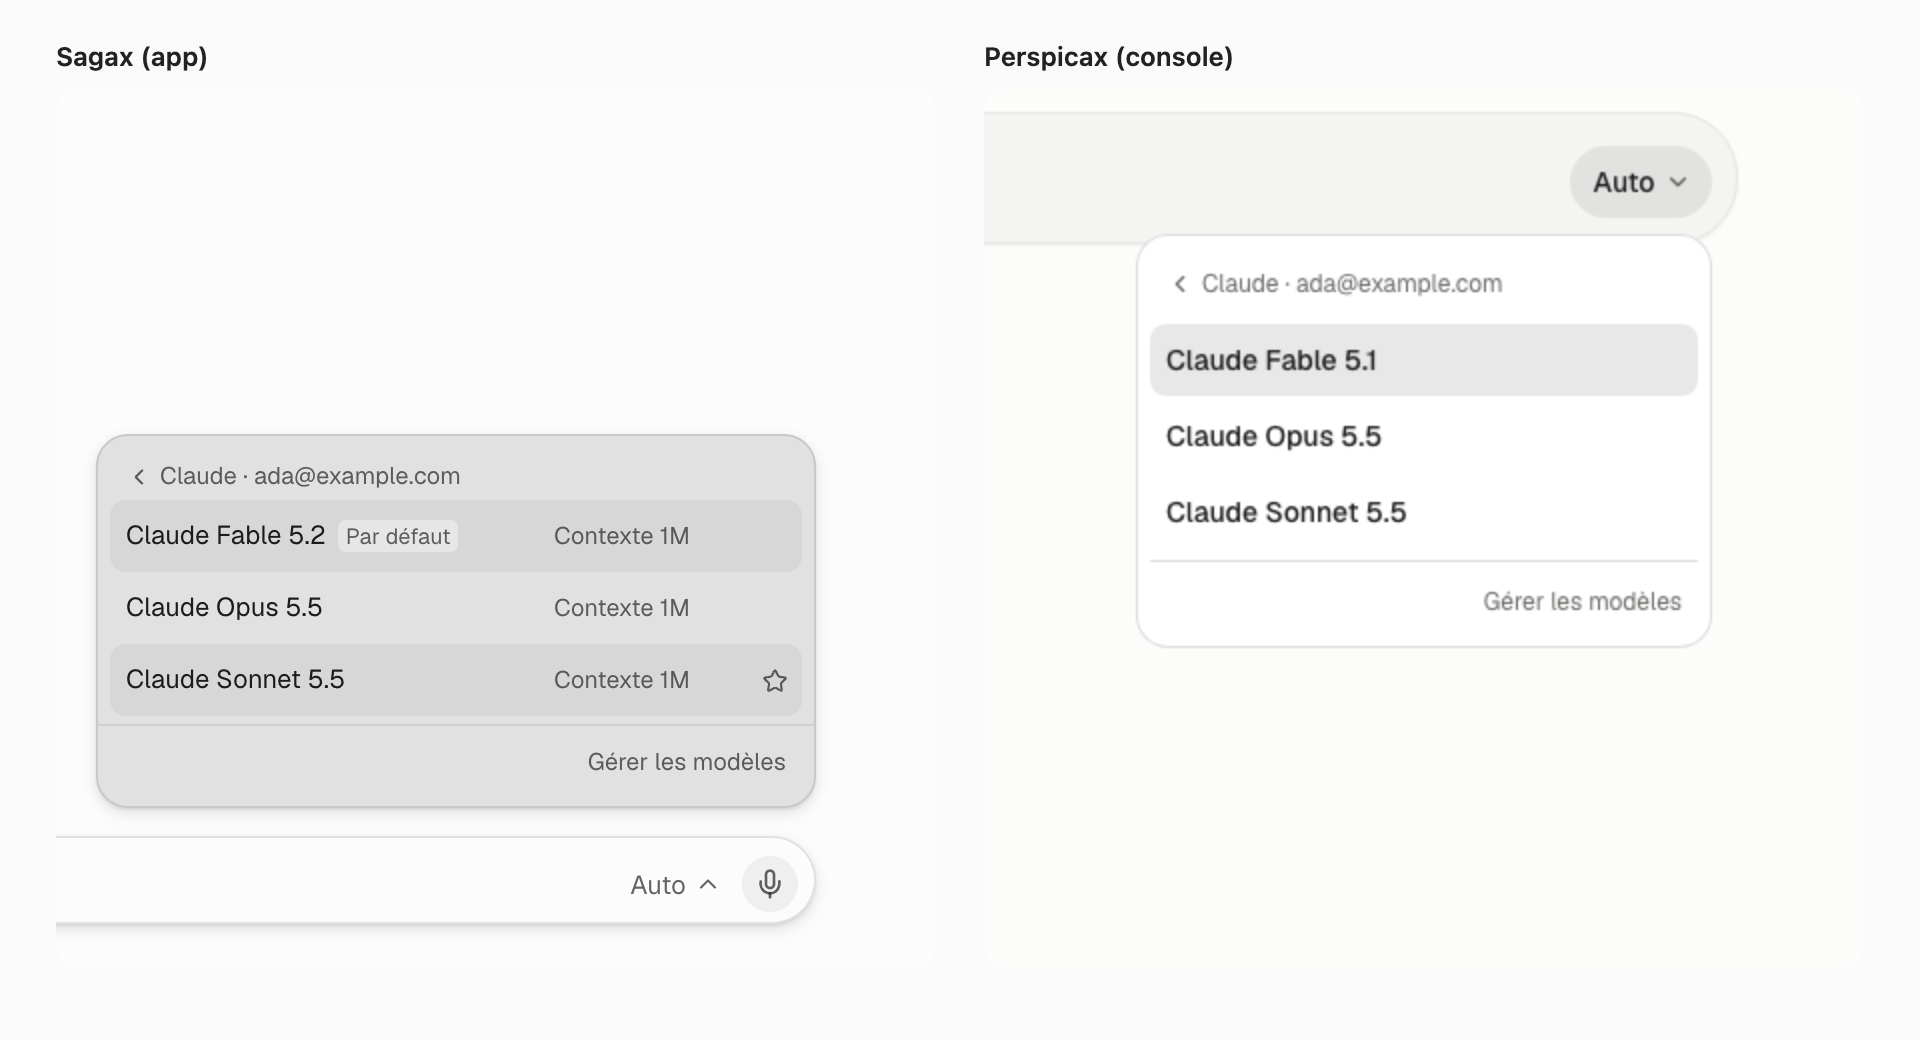 Sagax (app)
Claude · ada@example.com
Claude Fable 5.2 Par défaut Contexte 1M
Claude Opus 5.5 Contexte 1M
Claude Sonnet 5.5 Contexte 1M
Gérer les modèles
Auto
Perspicax (console)
Auto
Claude · ada@example.com
Claude Fable 5.1
Claude Opus 5.5
Claude Sonnet 5.5
Gérer les modèles